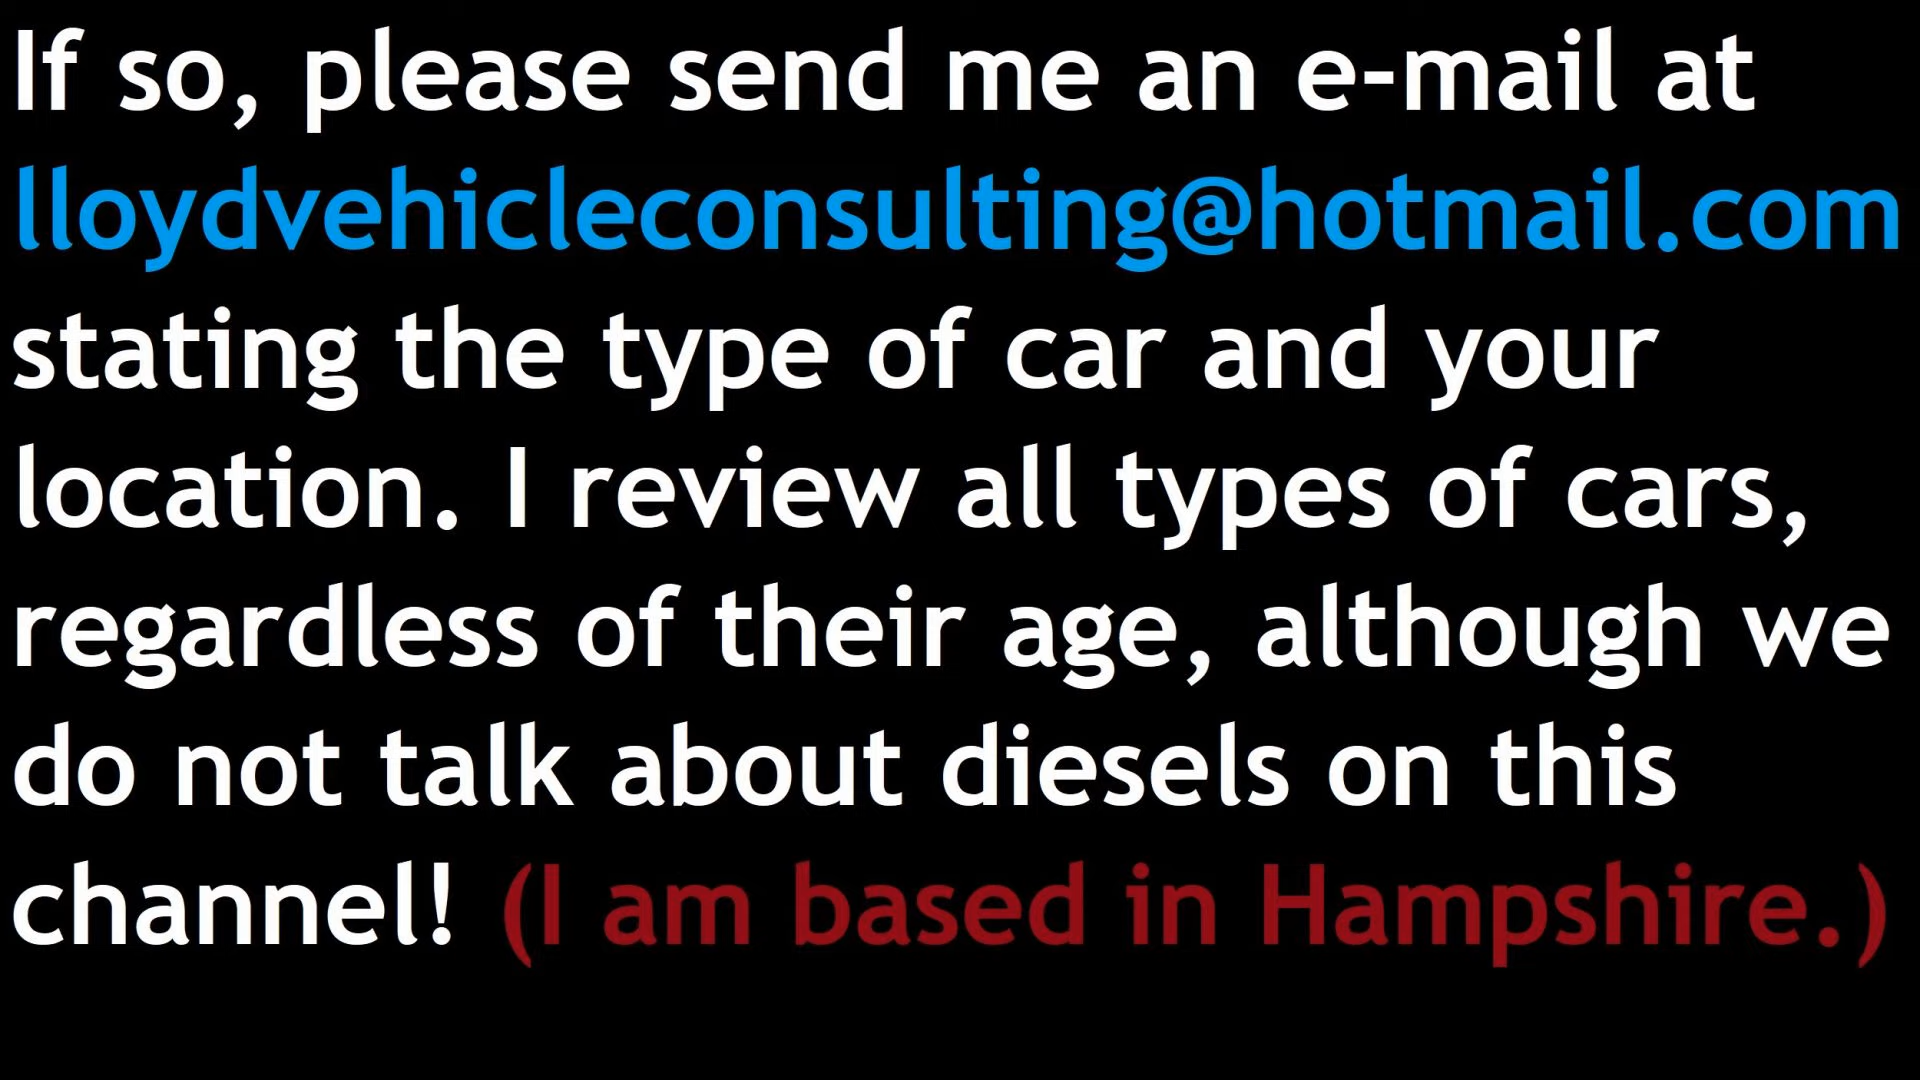 If so, please send me an e-mail at
lloydvehicleconsulting@hotmail.com
stating the type of car and your
location. I review all types of cars,
regardless of their age, although we
do not talk about diesels on this
channel! (I am based in Hampshire.)